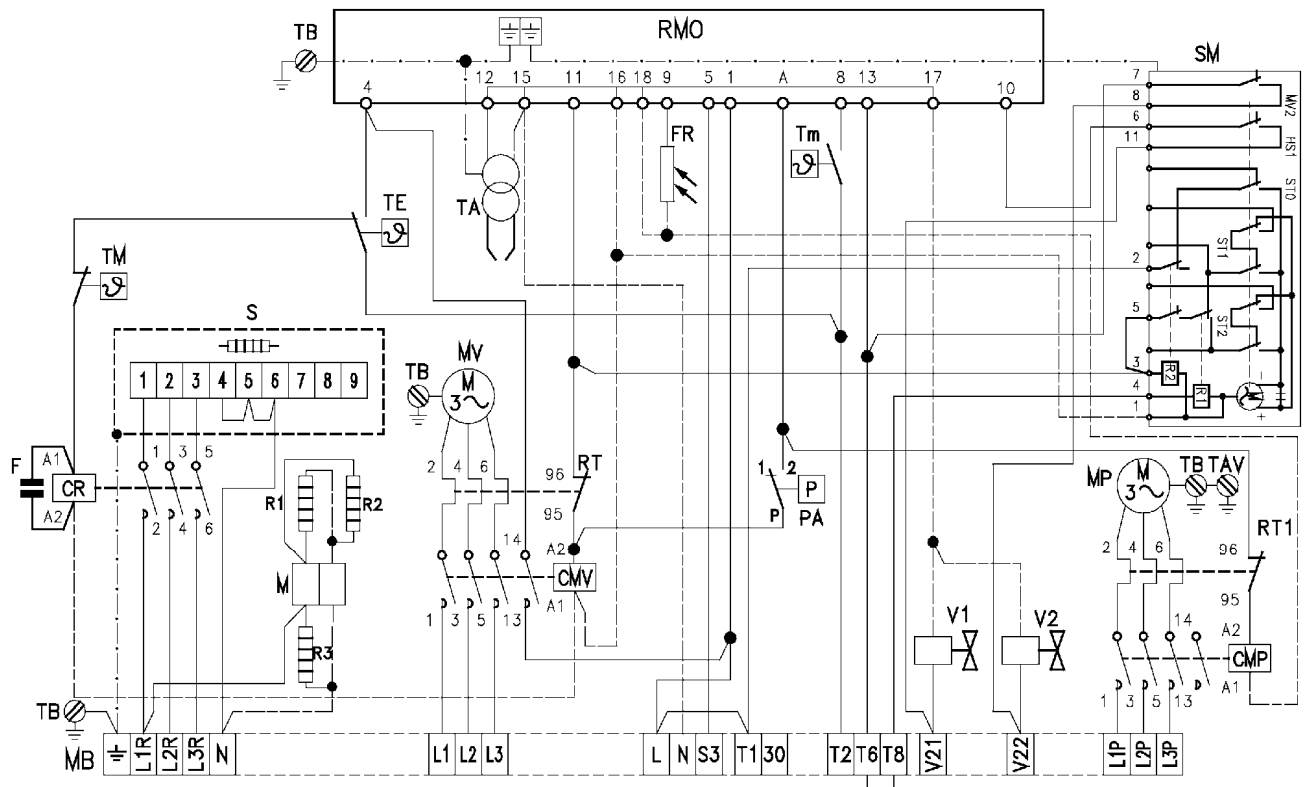 RMO
TB
SM
4
12
15
11
16
18
9
5
1
A
8
13
17
10
7
8
6
11
2
5
3
4
1
MV2
HS1
ST0
ST1
ST2
R2
R1
M
- +
FR
Tm
ϑ
TA
TE
ϑ
TM
ϑ
S
1 2 3 4 5 6 7 8 9
MV
TB
M
3~
F
A1
CR
A2
1 3 5
2 4 6
R1
R2
M
R3
2 4 6
96
RT
95
14
A2
CMV
A1
1 3 5 13
1 2
P
P
PA
V1
V2
MP
M
3~
TB
TAV
2 4 6
96
RT1
95
14
A2
CMP
A1
1 3 5 13
TB
MB
L1R L2R L3R N
L1 L2 L3
L N S3 T1 30
T2 T6 T8
V21
V22
L1P L2P L3P